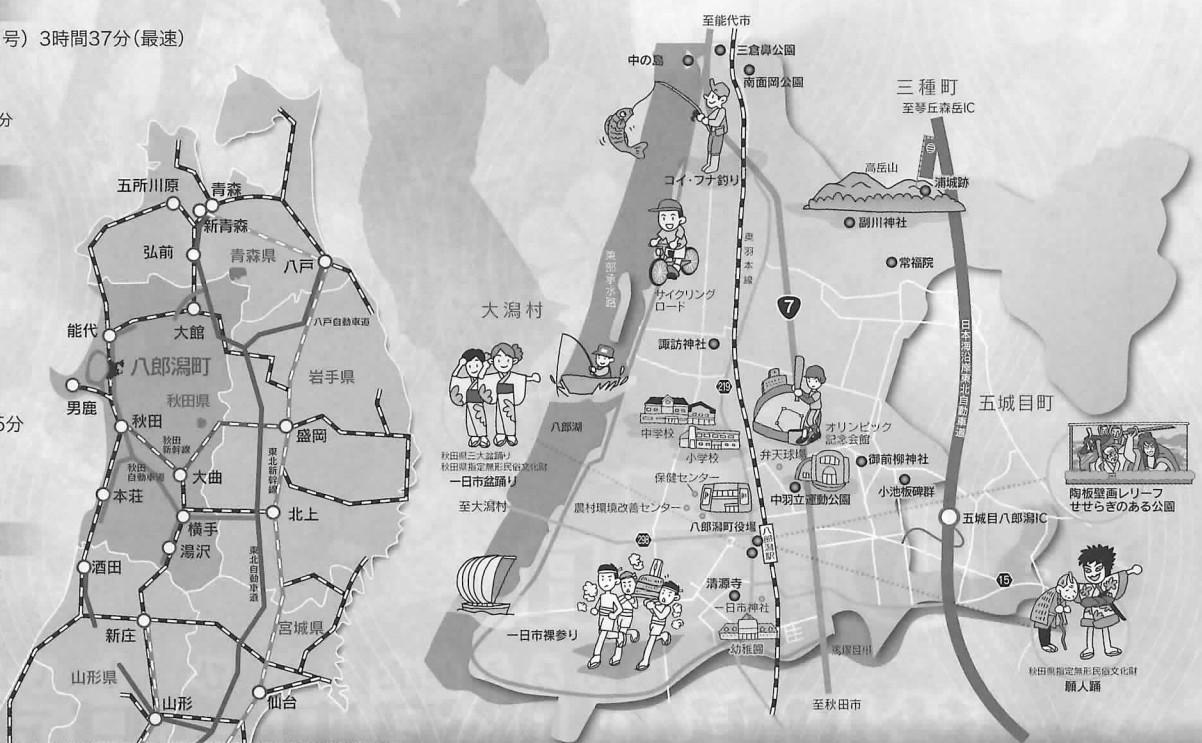 号) 3時間37分(最速)
分
5分
五所川原
青森
新青森
弘前
青森県
八戸
八戸自動車道
能代
大館
八郎潟町
岩手県
男鹿
秋田県
秋田
秋田
新幹線
盛岡
秋田
自動車道
大曲
東北新幹線
本荘
横手
北上
湯沢
酒田
東北自動車道
新庄
宮城県
山形県
山形
仙台
至能代市
三倉鼻公園
中の島
南面岡公園
三種町
至琴丘森岳IC
高岳山
浦城跡
コイ・フナ釣り
副川神社
奥羽本線
常福院
東部承水路
サイクリング
ロード
7
大潟村
諏訪神社
日本海沿岸東北自動車道
219
五城目町
中学校
オリンピック
記念会館
八郎湖
小学校
弁天球場
御前柳神社
秋田県三大盆踊り
秋田県指定無形民俗文化財
一日市盆踊り
保健センター
中羽立運動公園
小池板碑群
陶板壁画レリーフ
せせらぎのある公園
至大潟村
農村環境改善センター
八郎潟町役場
五城目八郎潟IC
298
八郎潟駅
15
清源寺
一日市神社
一日市裸参り
幼稚園
馬場目川
秋田県指定無形民俗文化財
願人踊
至秋田市